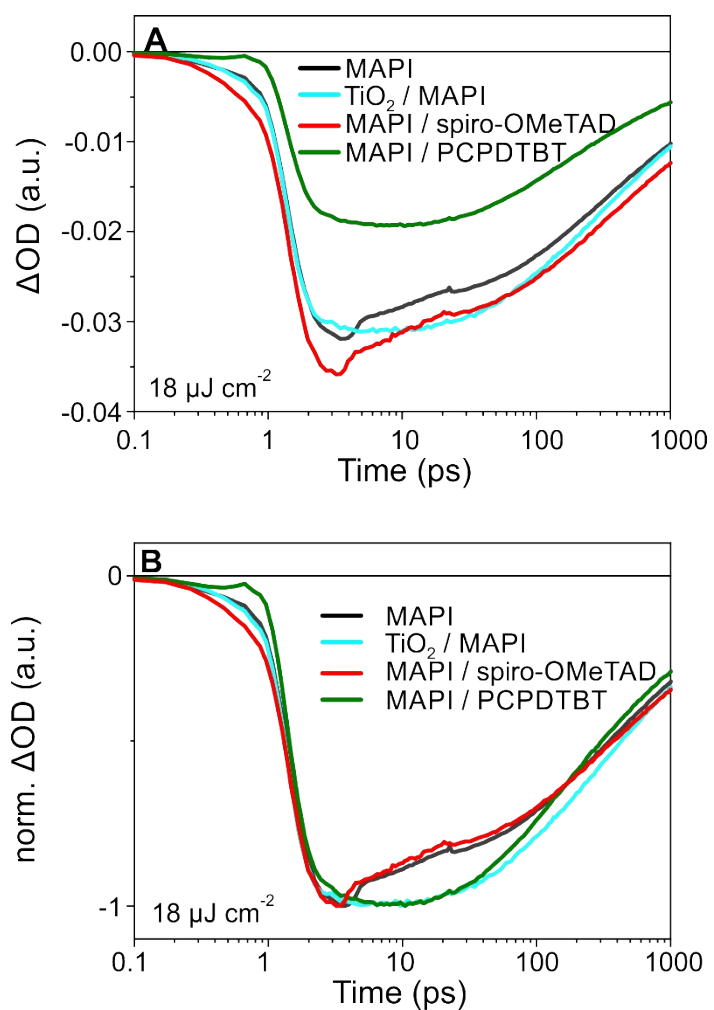 A
0.00
-0.01
-0.02
-0.03
-0.04
ΔOD (a.u.)
MAPI
TiO₂ / MAPI
MAPI / spiro-OMeTAD
MAPI / PCPDTBT
18 µJ cm⁻²
0.1 1 10 100 1000
Time (ps)
B
0
-1
norm. ΔOD (a.u.)
MAPI
TiO₂ / MAPI
MAPI / spiro-OMeTAD
MAPI / PCPDTBT
18 µJ cm⁻²
0.1 1 10 100 1000
Time (ps)